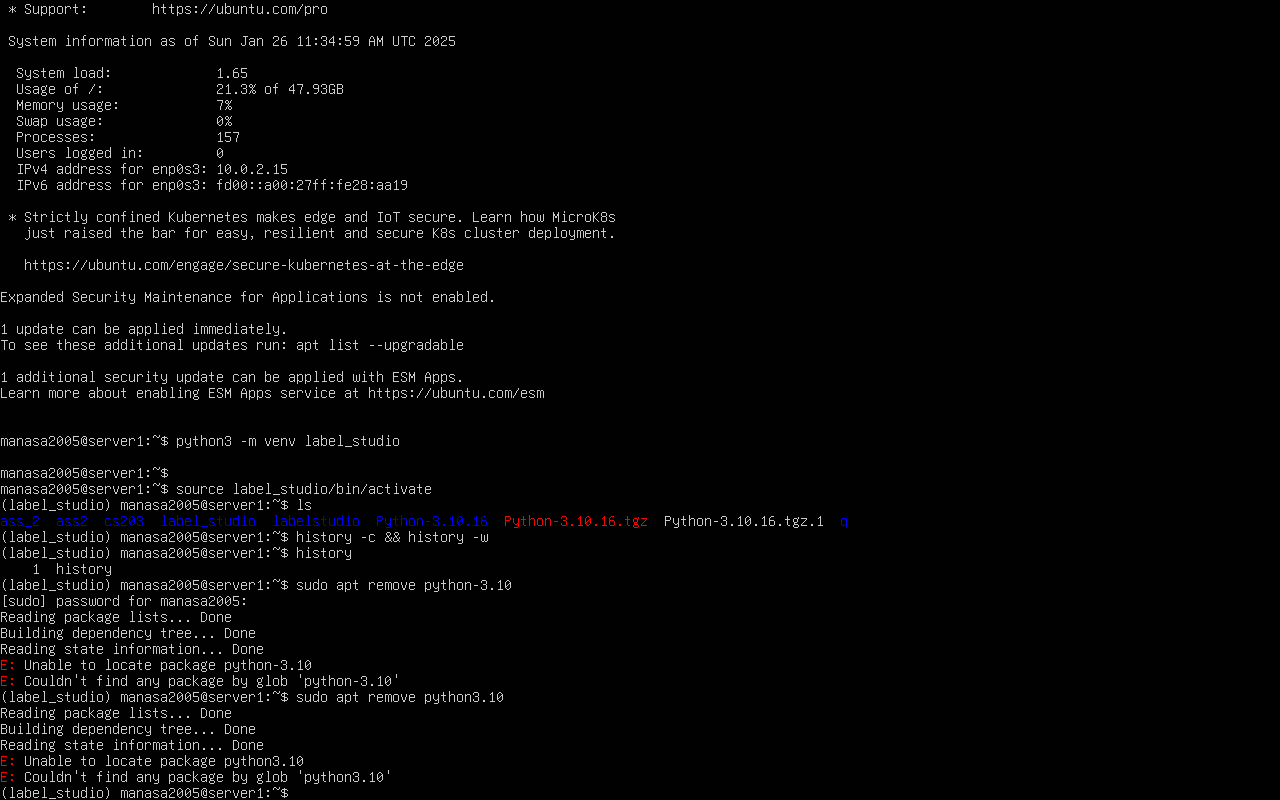 * Support:        https://ubuntu.com/pro

 System information as of Sun Jan 26 11:34:59 AM UTC 2025

  System load:             1.65
  Usage of /:              21.3% of 47.93GB
  Memory usage:            7%
  Swap usage:              0%
  Processes:               157
  Users logged in:         0
  IPv4 address for enp0s3: 10.0.2.15
  IPv6 address for enp0s3: fd00::a00:27ff:fe28:aa19

 * Strictly confined Kubernetes makes edge and IoT secure. Learn how MicroK8s
   just raised the bar for easy, resilient and secure K8s cluster deployment.

   https://ubuntu.com/engage/secure-kubernetes-at-the-edge

Expanded Security Maintenance for Applications is not enabled.

1 update can be applied immediately.
To see these additional updates run: apt list --upgradable

1 additional security update can be applied with ESM Apps.
Learn more about enabling ESM Apps service at https://ubuntu.com/esm


manasa2005@server1:~$ python3 -m venv label_studio

manasa2005@server1:~$
manasa2005@server1:~$ source label_studio/bin/activate
(label_studio) manasa2005@server1:~$ ls
ass_2  ass2  cs203  label_studio  labelstudio  Python-3.10.16  Python-3.10.16.tgz  Python-3.10.16.tgz.1  q
(label_studio) manasa2005@server1:~$ history -c && history -w
(label_studio) manasa2005@server1:~$ history
    1  history
(label_studio) manasa2005@server1:~$ sudo apt remove python-3.10
[sudo] password for manasa2005:
Reading package lists... Done
Building dependency tree... Done
Reading state information... Done
E: Unable to locate package python-3.10
E: Couldn't find any package by glob 'python-3.10'
(label_studio) manasa2005@server1:~$ sudo apt remove python3.10
Reading package lists... Done
Building dependency tree... Done
Reading state information... Done
E: Unable to locate package python3.10
E: Couldn't find any package by glob 'python3.10'
(label_studio) manasa2005@server1:~$